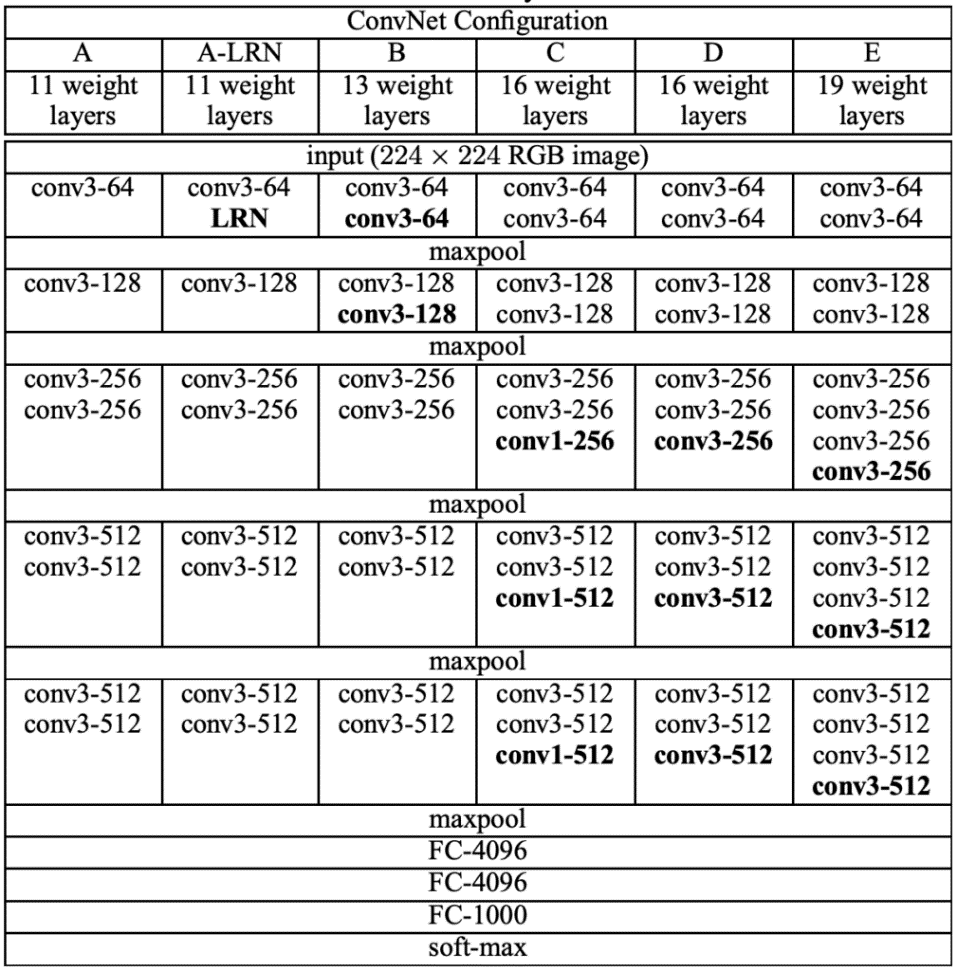 ConvNet Configuration
A A-LRN B C D E
11 weight 11 weight 13 weight 16 weight 16 weight 19 weight
layers layers layers layers layers layers
input (224 × 224 RGB image)
conv3-64 conv3-64 conv3-64 conv3-64 conv3-64 conv3-64
LRN conv3-64 conv3-64 conv3-64 conv3-64
maxpool
conv3-128 conv3-128 conv3-128 conv3-128 conv3-128 conv3-128
conv3-128 conv3-128 conv3-128 conv3-128
maxpool
conv3-256 conv3-256 conv3-256 conv3-256 conv3-256 conv3-256
conv3-256 conv3-256 conv3-256 conv3-256 conv3-256 conv3-256
conv1-256 conv3-256 conv3-256
conv3-256
maxpool
conv3-512 conv3-512 conv3-512 conv3-512 conv3-512 conv3-512
conv3-512 conv3-512 conv3-512 conv3-512 conv3-512 conv3-512
conv1-512 conv3-512 conv3-512
conv3-512
maxpool
conv3-512 conv3-512 conv3-512 conv3-512 conv3-512 conv3-512
conv3-512 conv3-512 conv3-512 conv3-512 conv3-512 conv3-512
conv1-512 conv3-512 conv3-512
conv3-512
maxpool
FC-4096
FC-4096
FC-1000
soft-max